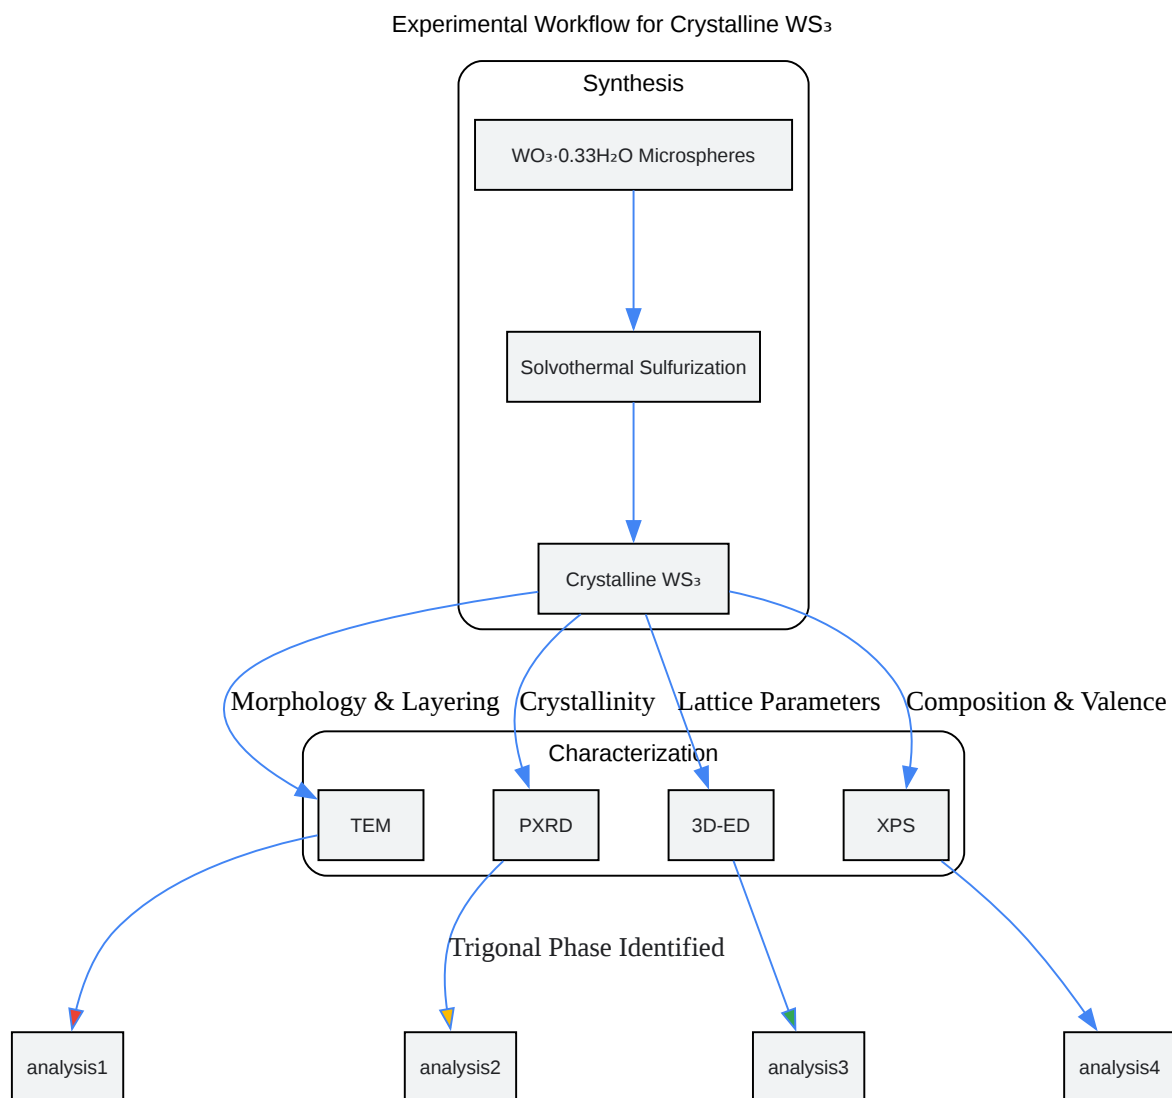 Experimental Workflow for Crystalline WS₃
Synthesis
WO₃·0.33H₂O Microspheres
Solvothermal Sulfurization
Crystalline WS₃
Morphology & Layering
Crystallinity
Lattice Parameters
Composition & Valence
Characterization
TEM
PXRD
3D-ED
XPS
Trigonal Phase Identified
analysis1
analysis2
analysis3
analysis4